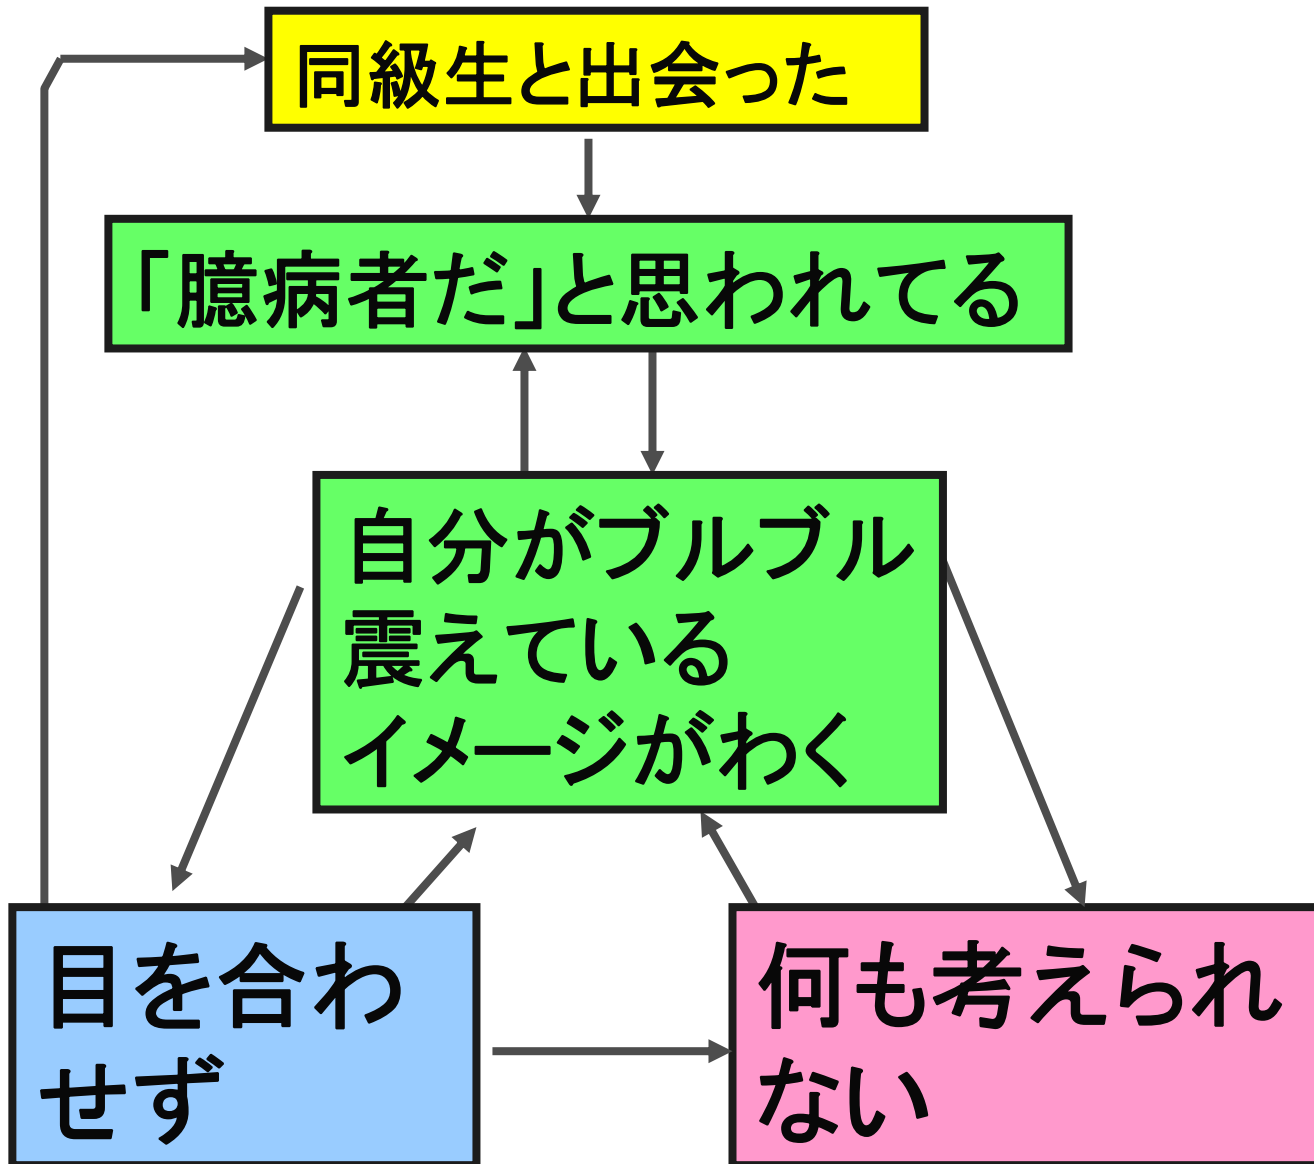 同級生と出会った
「臆病者だ」と思われてる
自分がブルブル
震えている
イメージがわく
目を合わ
せず
何も考えられ
ない